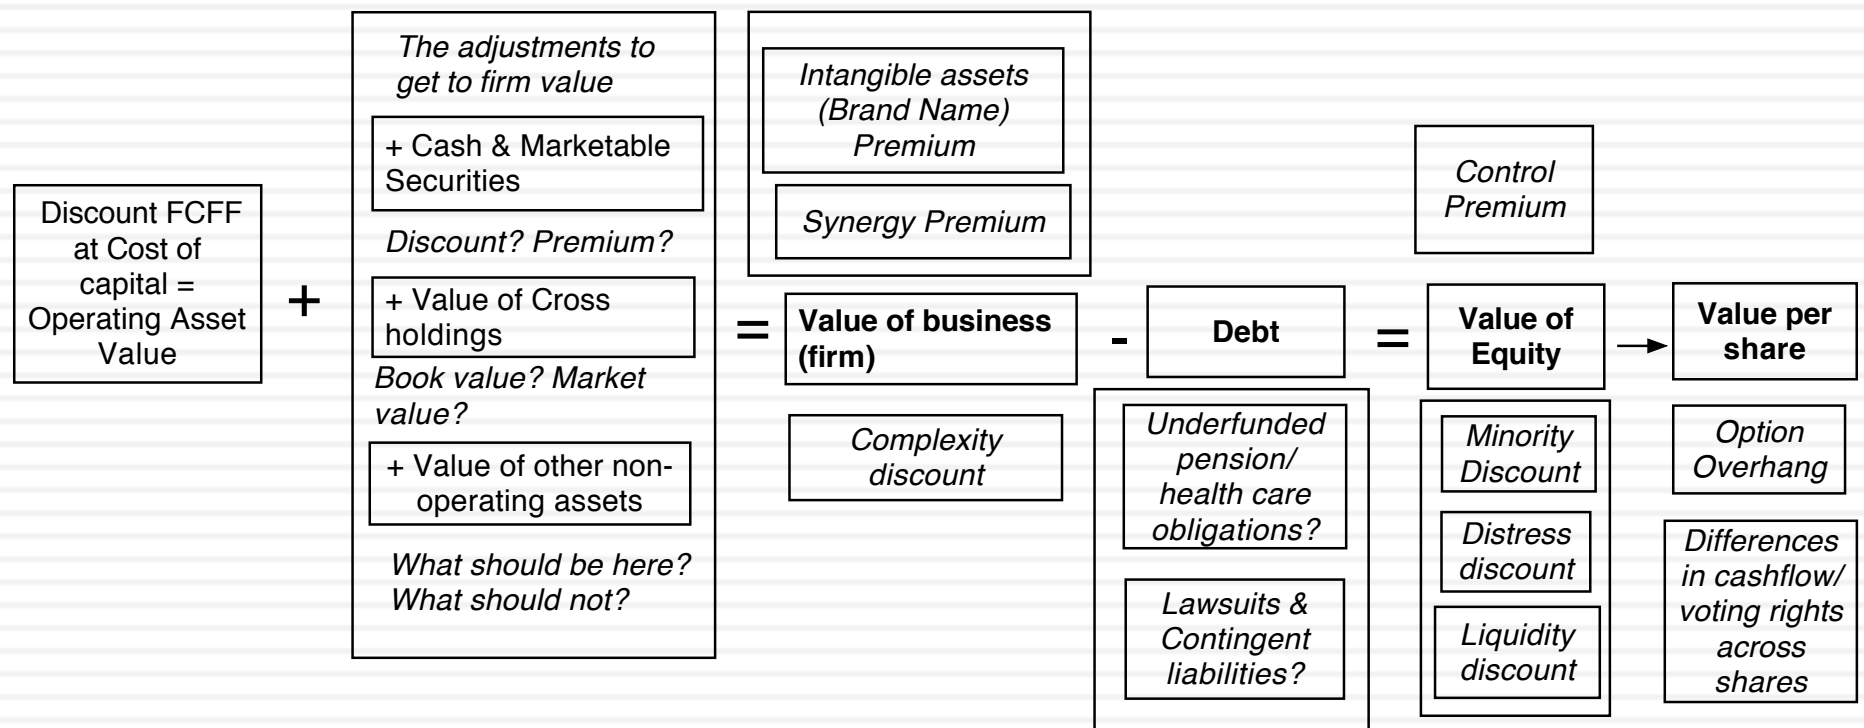 Discount FCFF
at Cost of
capital =
Operating Asset
Value
+
The adjustments to
get to firm value
+ Cash & Marketable
Securities
Discount? Premium?
+ Value of Cross
holdings
Book value? Market
value?
+ Value of other non-
operating assets
What should be here?
What should not?
=
Intangible assets
(Brand Name)
Premium
Synergy Premium
Value of business
(firm)
Complexity
discount
-
Debt
Underfunded
pension/
health care
obligations?
Lawsuits &
Contingent
liabilities?
=
Control
Premium
Value of
Equity
Minority
Discount
Distress
discount
Liquidity
discount
Value per
share
Option
Overhang
Differences
in cashflow/
voting rights
across
shares